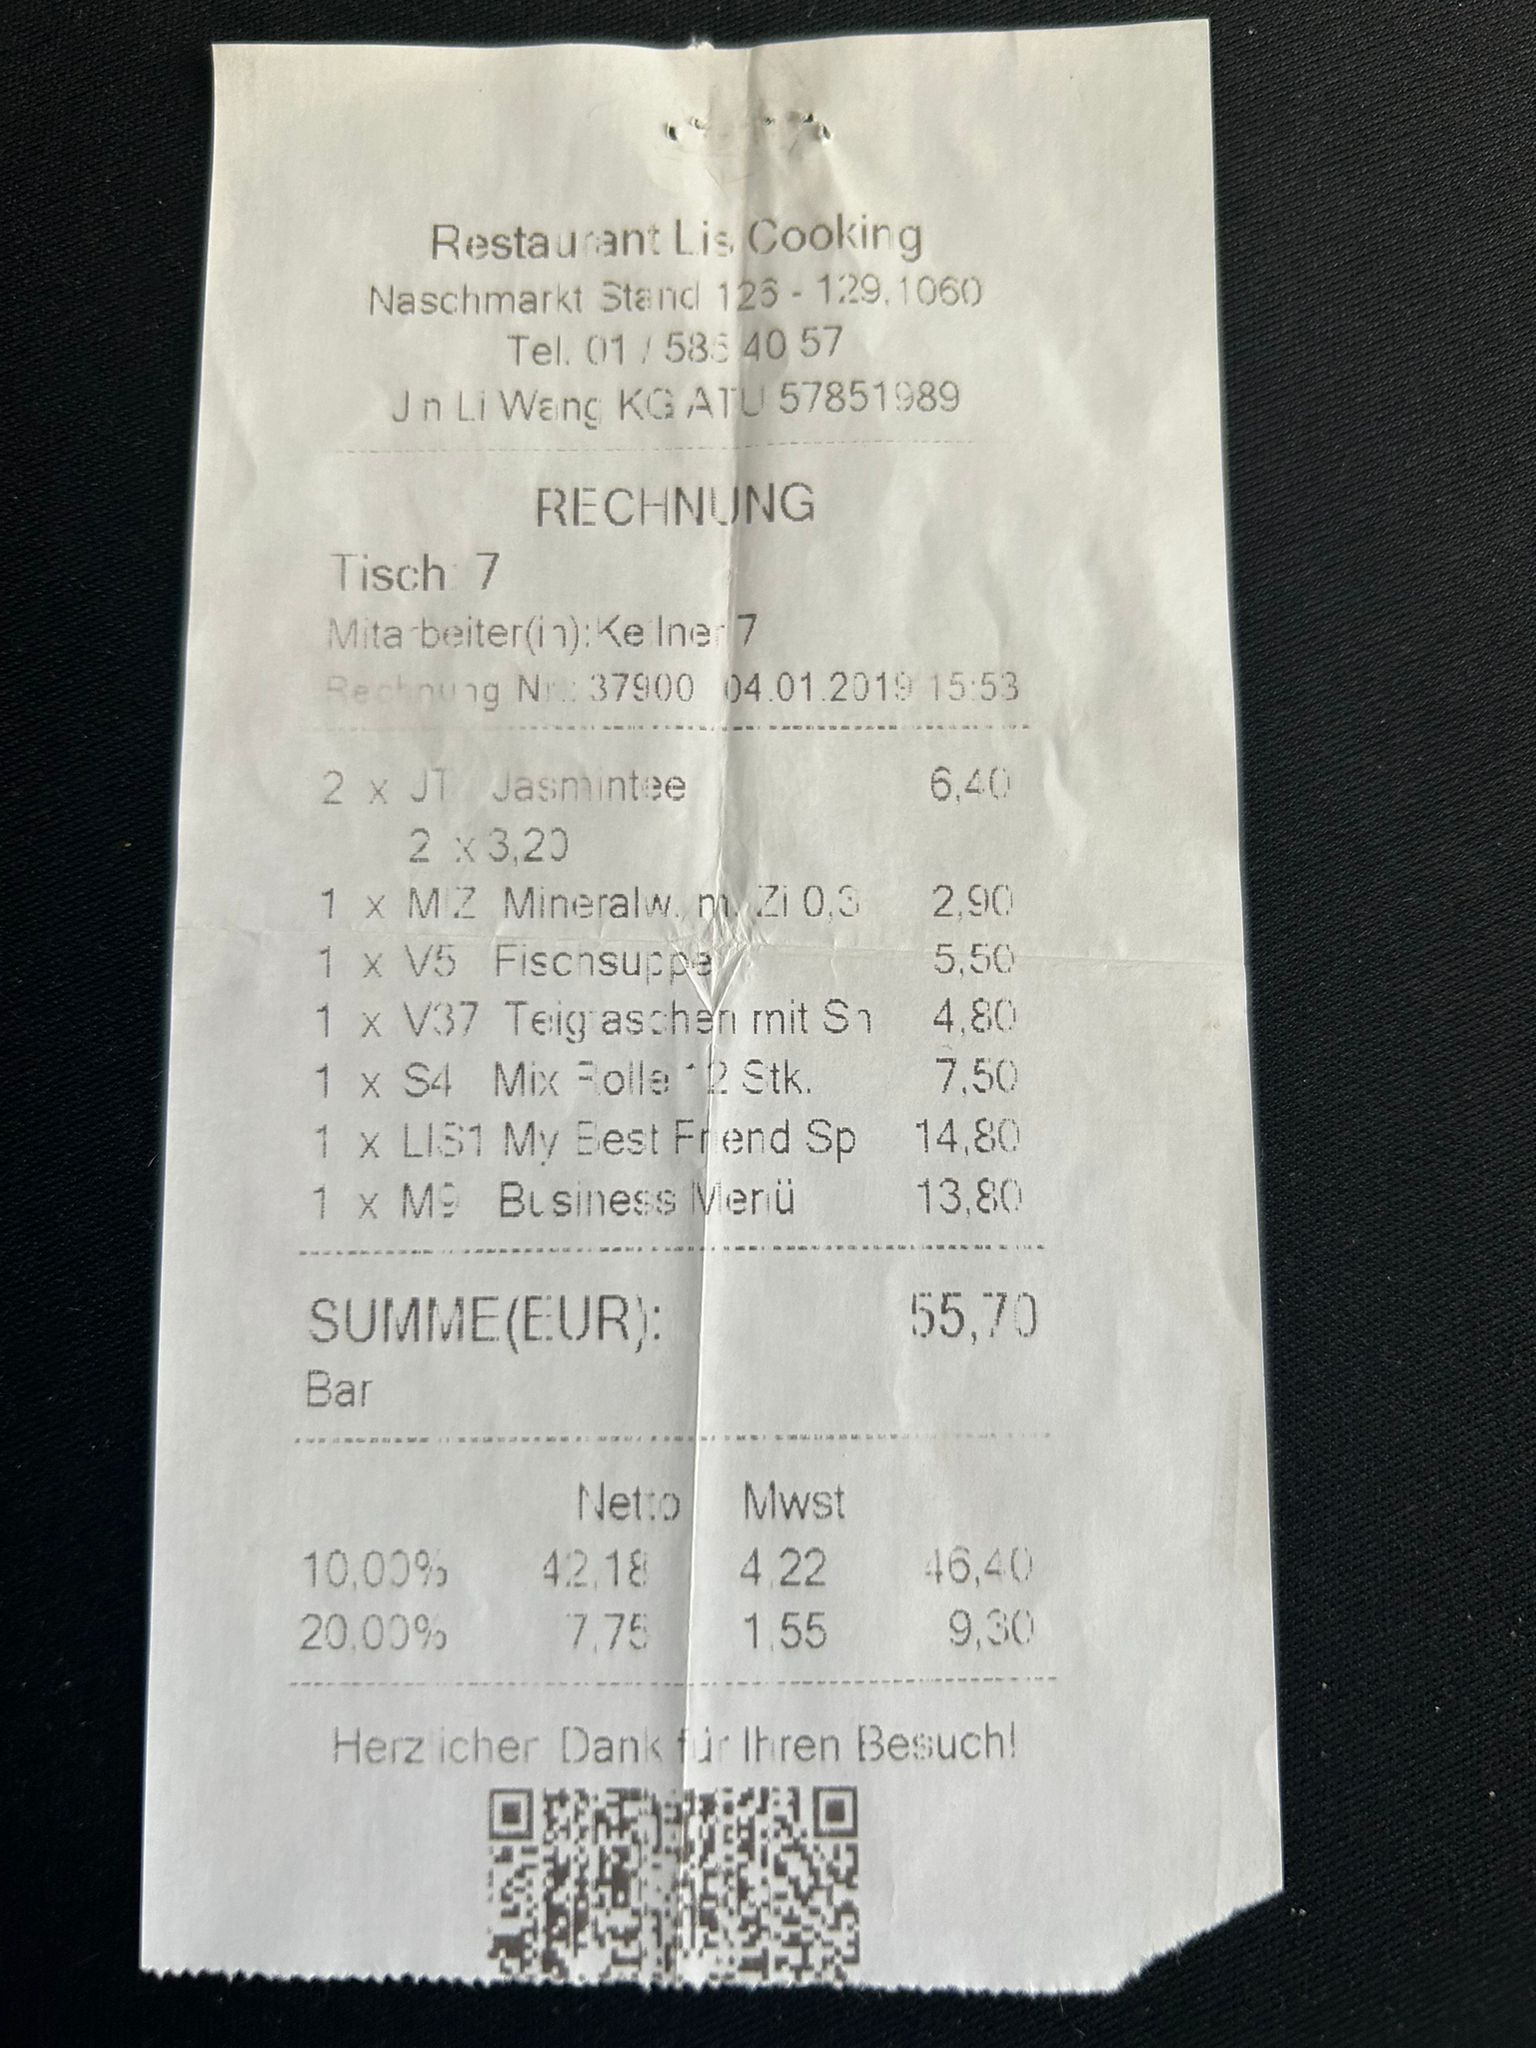 Restaurant Lis Cooking
Naschmarkt Stand 126 - 129,1060
Tel. 01 / 586 40 57
Jin Li Wang KG ATU 57851989
RECHNUNG
Tisch: 7
Mitarbeiter(in):Kellner 7
Rechnung Nr.: 37900 04.01.2019 15:53
2 x JT Jasmintee 6,40
2 x 3,20
1 x MIZ Mineralw. m. Zi 0,3 2,90
1 x V5 Fischsuppe 5,50
1 x V37 Teigtaschen mit Sh 4,80
1 x S4 Mix Rolle 12 Stk. 7,50
1 x LIS1 My Best Friend Sp 14,80
1 x M9 Business Menü 13,80
SUMME(EUR): 55,70
Bar
Netto Mwst
10,00% 42,18 4,22 46,40
20,00% 7,75 1,55 9,30
Herzlichen Dank für Ihren Besuch!